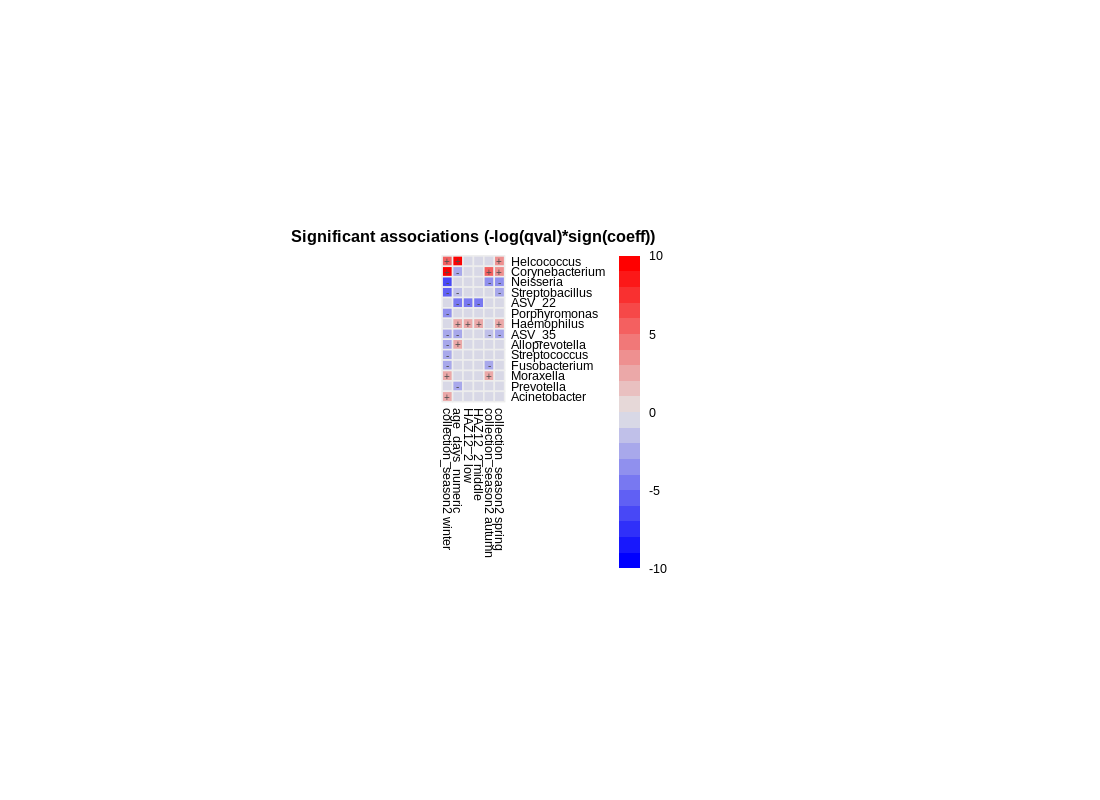 Significant associations (-log(qval)*sign(coeff))
Helcococcus
Corynebacterium
Neisseria
Streptobacillus
ASV_22
Porphyromonas
Haemophilus
ASV_35
Alloprevotella
Streptococcus
Fusobacterium
Moraxella
Prevotella
Acinetobacter
collection_season2 winter
age_days_numeric
HAZ12_2 low
HAZ12_2 middle
collection_season2 autumn
collection_season2 spring
10
5
0
-5
-10